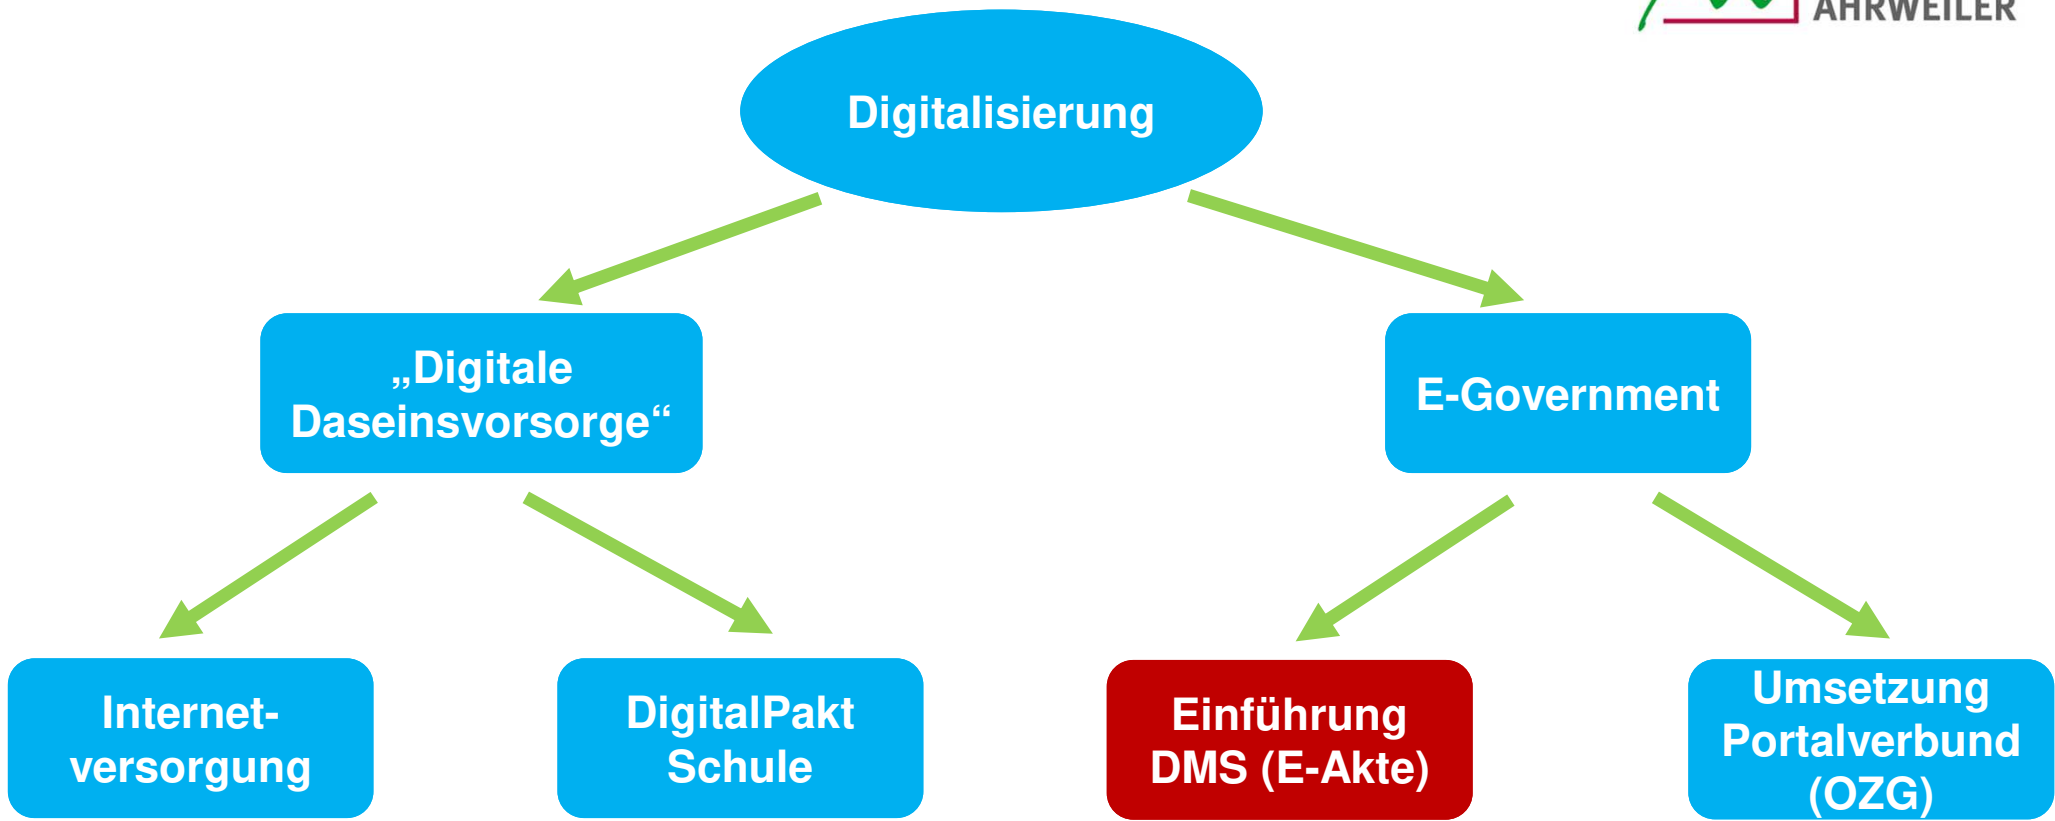 AHRWEILER
Digitalisierung
„Digitale
Daseinsvorsorge“
E-Government
Internet-
versorgung
DigitalPakt
Schule
Einführung
DMS (E-Akte)
Umsetzung
Portalverbund
(OZG)